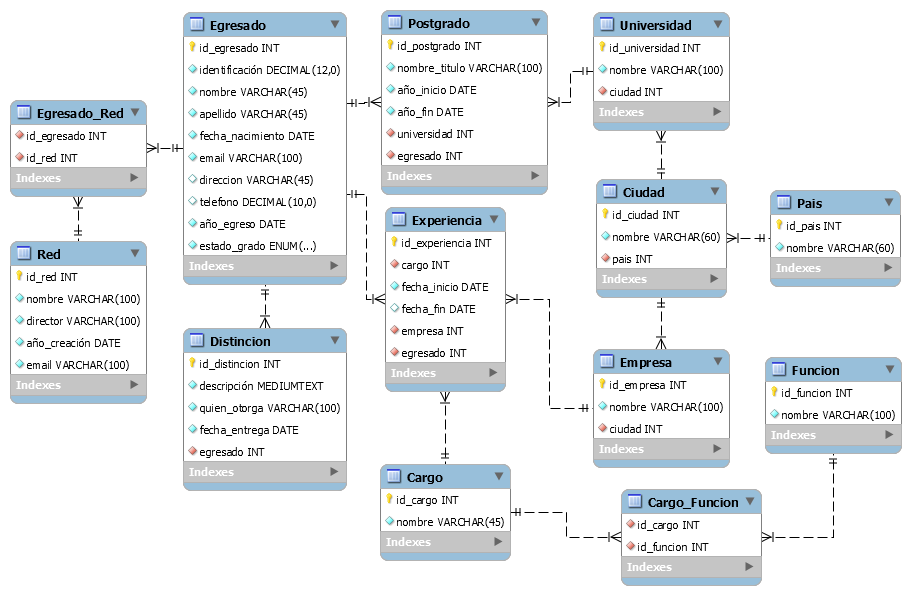 Egresado
id_egresado INT
identificación DECIMAL(12,0)
nombre VARCHAR(45)
apellido VARCHAR(45)
fecha_nacimiento DATE
email VARCHAR(100)
direccion VARCHAR(45)
telefono DECIMAL(10,0)
año_egreso DATE
estado_grado ENUM(...)
Indexes
Postgrado
id_postgrado INT
nombre_titulo VARCHAR(100)
año_inicio DATE
año_fin DATE
universidad INT
egresado INT
Indexes
Universidad
id_universidad INT
nombre VARCHAR(100)
ciudad INT
Indexes
Egresado_Red
id_egresado INT
id_red INT
Indexes
Ciudad
id_ciudad INT
nombre VARCHAR(60)
pais INT
Indexes
Pais
id_pais INT
nombre VARCHAR(60)
Indexes
Experiencia
id_experiencia INT
cargo INT
fecha_inicio DATE
fecha_fin DATE
empresa INT
egresado INT
Indexes
Red
id_red INT
nombre VARCHAR(100)
director VARCHAR(100)
año_creación DATE
email VARCHAR(100)
Indexes
Distincion
id_distincion INT
descripción MEDIUMTEXT
quien_otorga VARCHAR(100)
fecha_entrega DATE
egresado INT
Indexes
Empresa
id_empresa INT
nombre VARCHAR(100)
ciudad INT
Indexes
Funcion
id_funcion INT
nombre VARCHAR(100)
Indexes
Cargo
id_cargo INT
nombre VARCHAR(45)
Indexes
Cargo_Funcion
id_cargo INT
id_funcion INT
Indexes